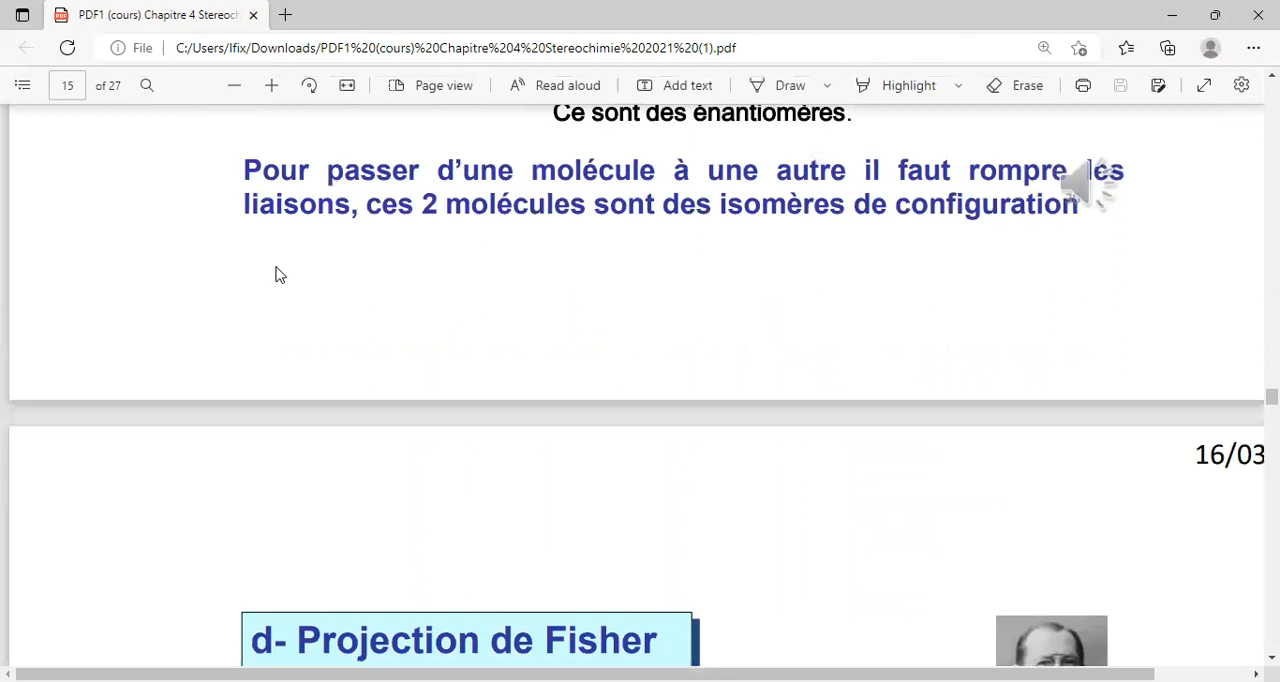 PDF1 (cours) Chapitre 4 Stereoch
File C:/Users/Ifix/Downloads/PDF1%20(cours)%20Chapitre%204%20Stereochimie%202021%20(1).pdf
15 of 27 Page view Read aloud Add text Draw Highlight Erase
Ce sont des énantiomères.
Pour passer d’une molécule à une autre il faut rompre les
liaisons, ces 2 molécules sont des isomères de configuration
16/03
d- Projection de Fisher